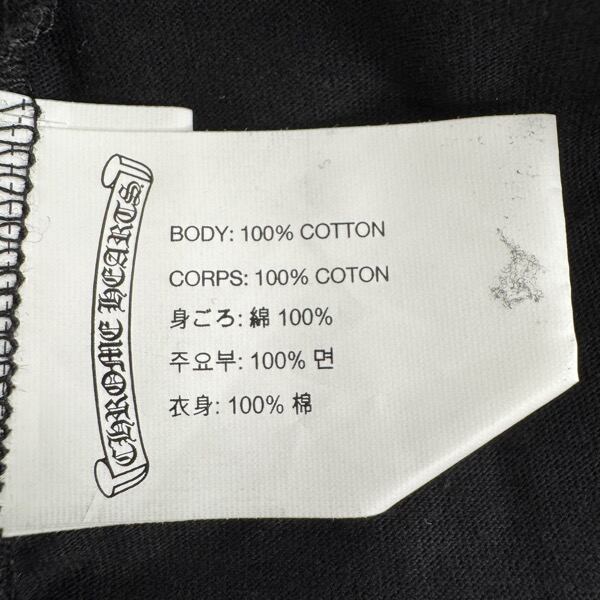 CHROME HEARTS
BODY: 100% COTTON
CORPS: 100% COTON
身ごろ: 綿 100%
주요부: 100% 면
衣身: 100% 棉